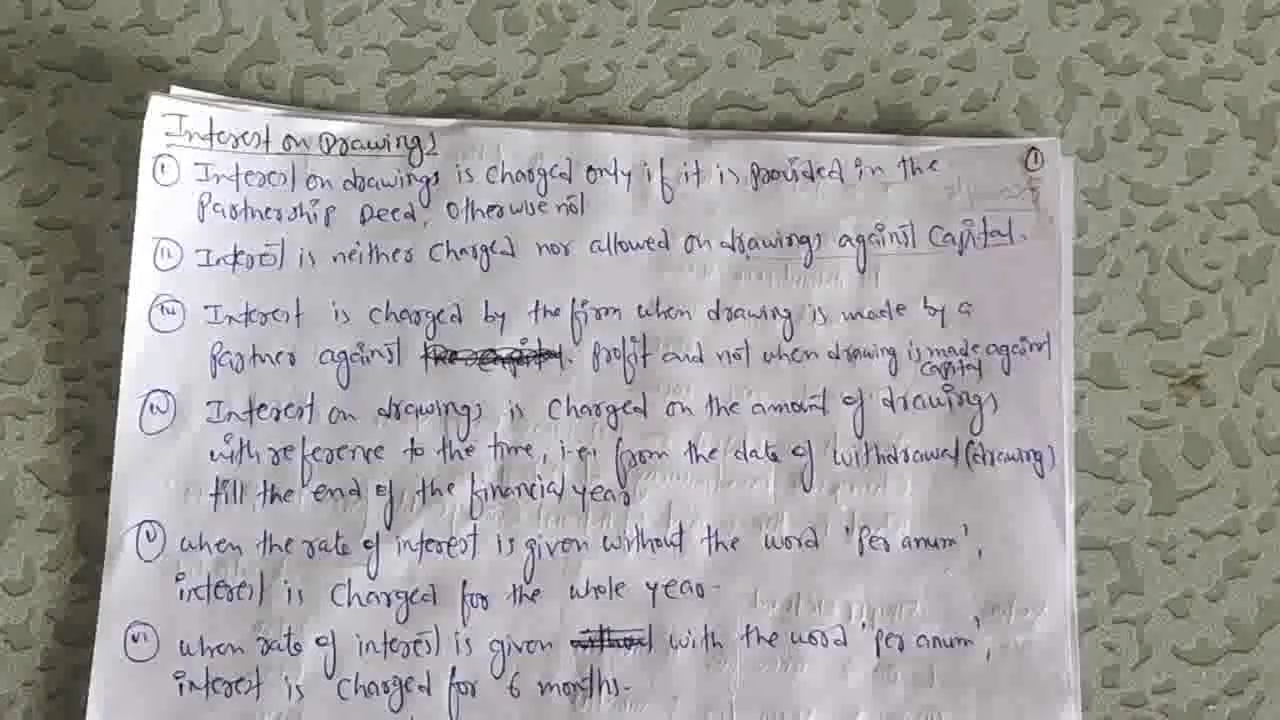 Interest on Drawings
(i) Interest on drawings is charged only if it is provided in the
Partnership Deed, otherwise not
(ii) Interest is neither charged nor allowed on drawings against Capital.
(iii) Interest is charged by the firm when drawing is made by a
Partner against profit and not when drawing is made against
capital
(iv) Interest on drawings is charged on the amount of drawings
with reference to the time, i.e. from the date of withdrawal (drawing)
till the end of the financial year
(v) when the rate of interest is given without the word 'Per anum',
interest is charged for the whole year.
(vi) when rate of interest is given with the word 'per anum',
interest is charged for 6 months.